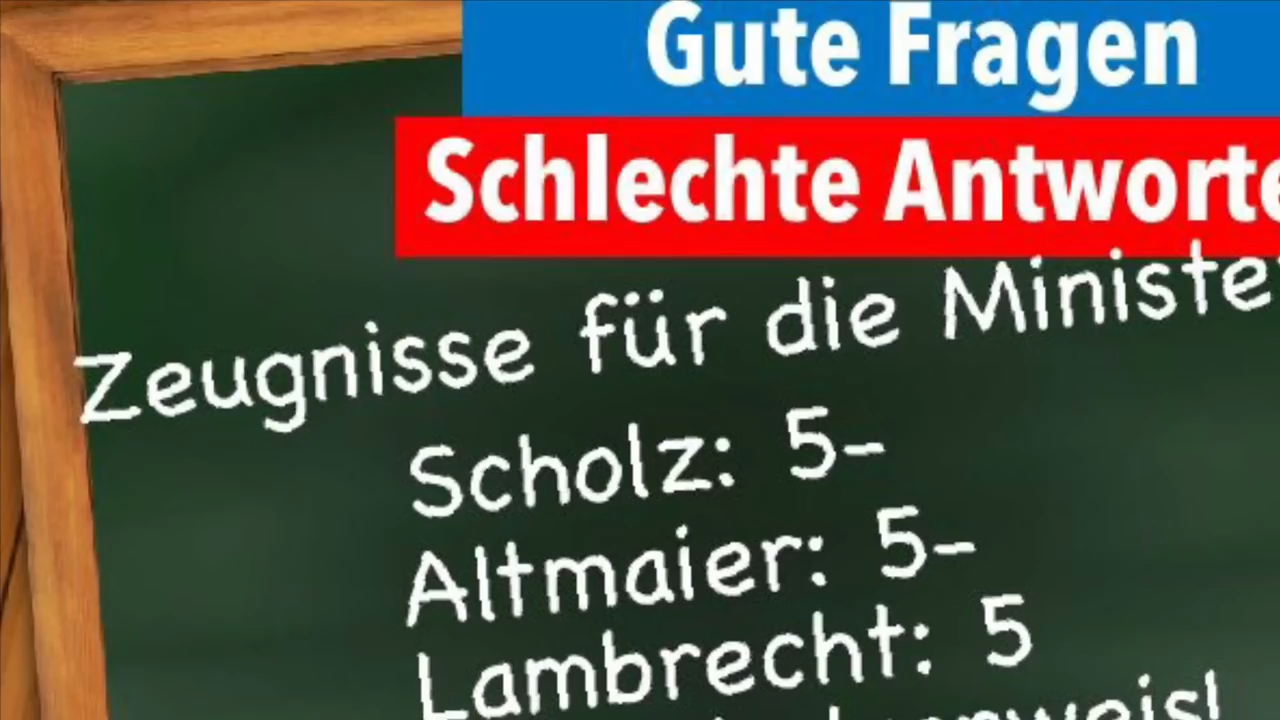 Gute Fragen
Schlechte Antworte
Zeugnisse für die Ministe
Scholz: 5-
Altmaier: 5-
Lambrecht: 5